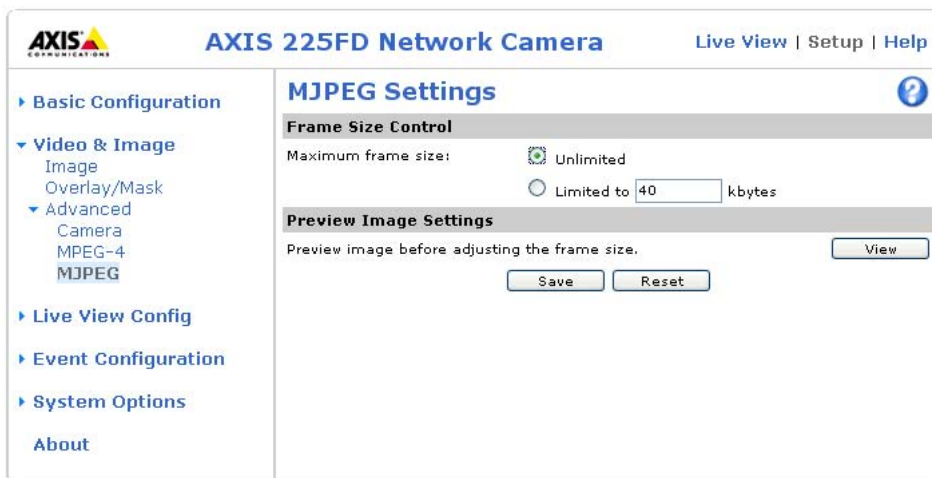 AXIS
COMMUNICATIONS
AXIS 225FD Network Camera
Live View | Setup | Help
Basic Configuration
Video & Image
Image
Overlay/Mask
Advanced
Camera
MPEG-4
MJPEG
Live View Config
Event Configuration
System Options
About
MJPEG Settings
?
Frame Size Control
Maximum frame size: Unlimited
Limited to 40 kbytes
Preview Image Settings
Preview image before adjusting the frame size. View
Save Reset